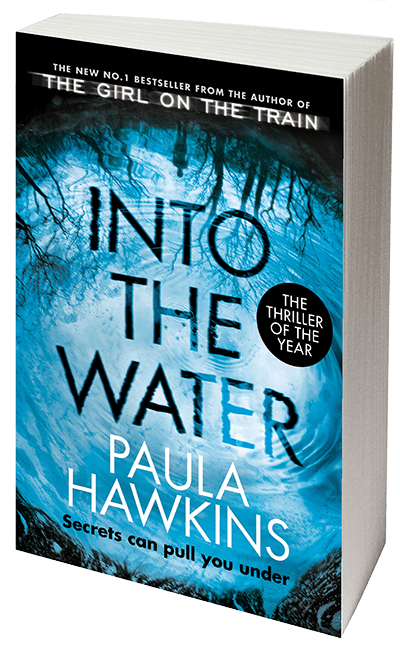 THE NEW NO.1 BESTSELLER FROM THE AUTHOR OF
THE GIRL ON THE TRAIN
INTO
THE
WATER
THE
THRILLER
OF THE
YEAR
PAULA
HAWKINS
Secrets can pull you under